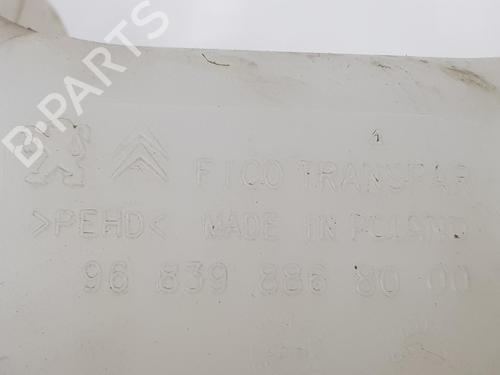 B-PARTS
FICO TRANSPAR
>PEHD< MADE IN POLAND
96 839 886 80 00